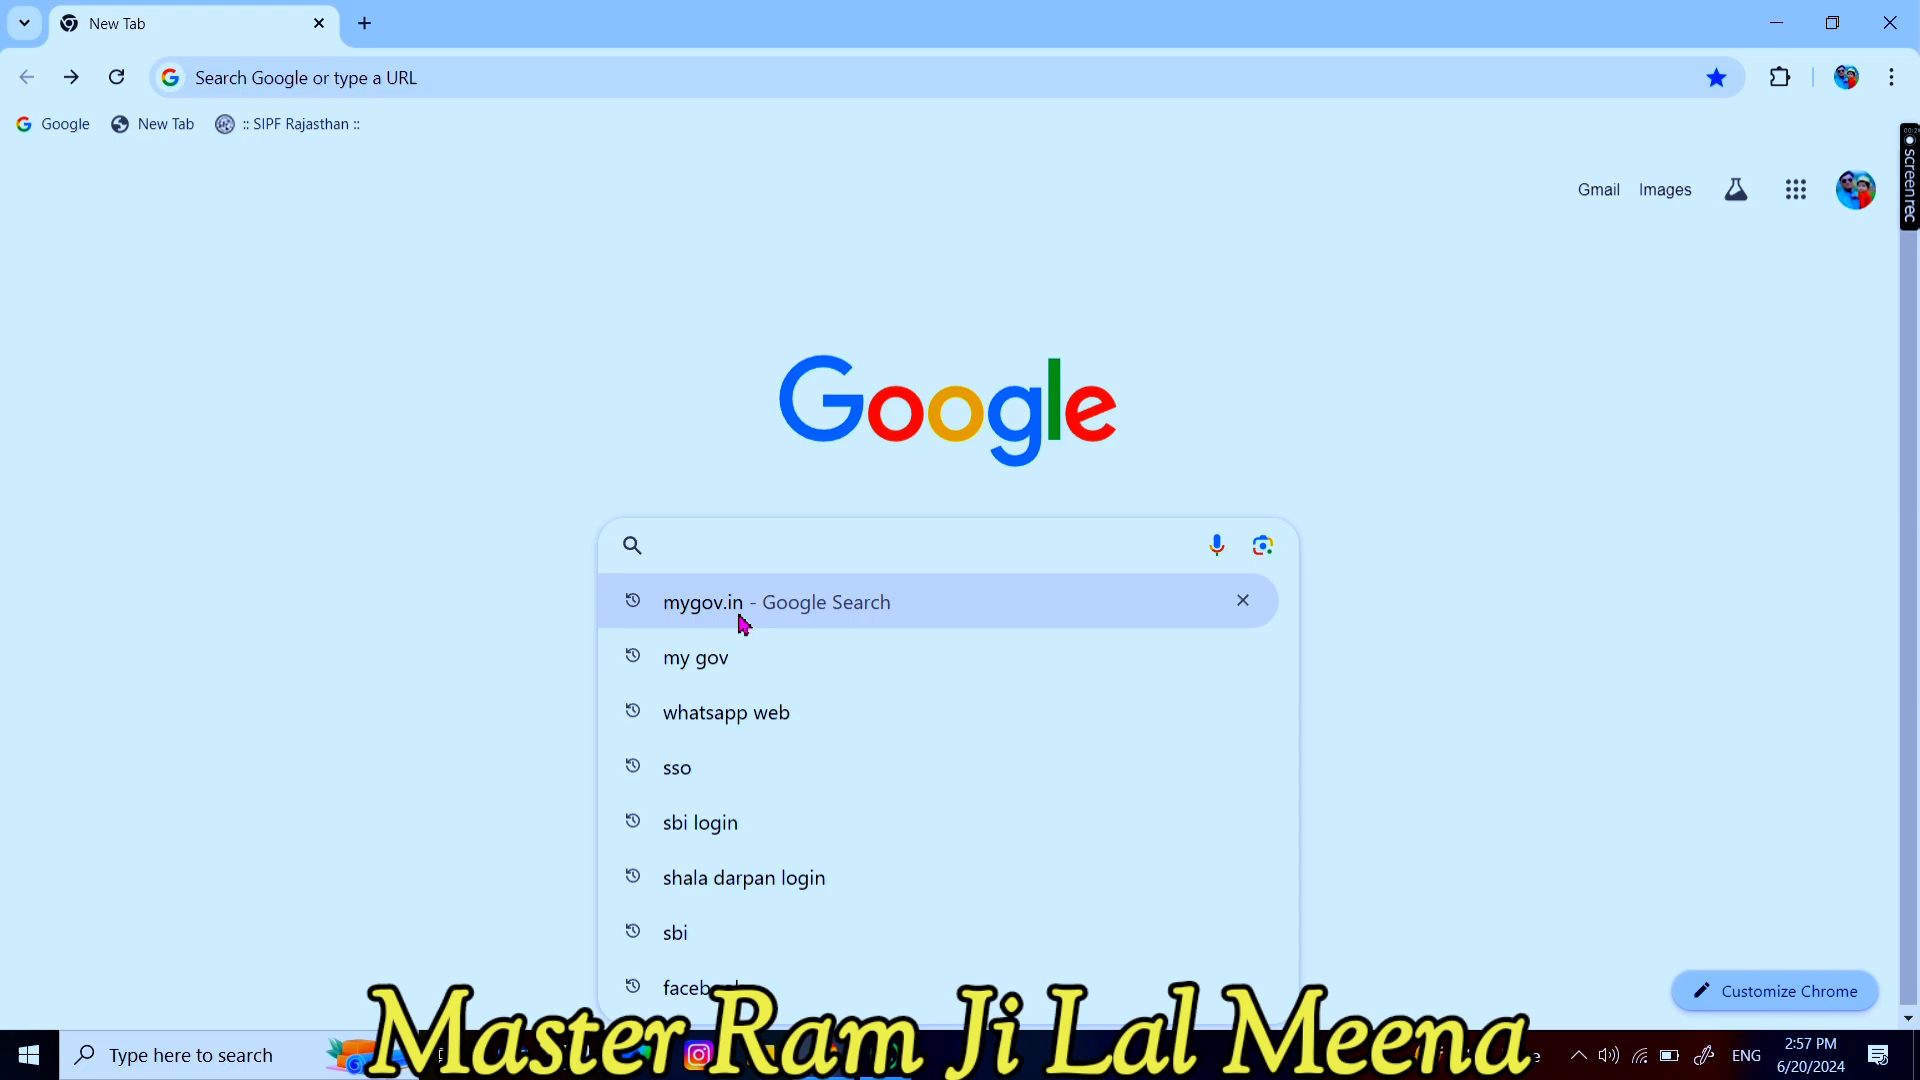 New Tab
Search Google or type a URL
Google New Tab :: SIPF Rajasthan ::
screenrec
Gmail Images
Google
mygov.in - Google Search
my gov
whatsapp web
sso
sbi login
shala darpan login
sbi
Customize Chrome
Master Ram Ji Lal Meena
Type here to search
ENG
2:57 PM
6/20/2024